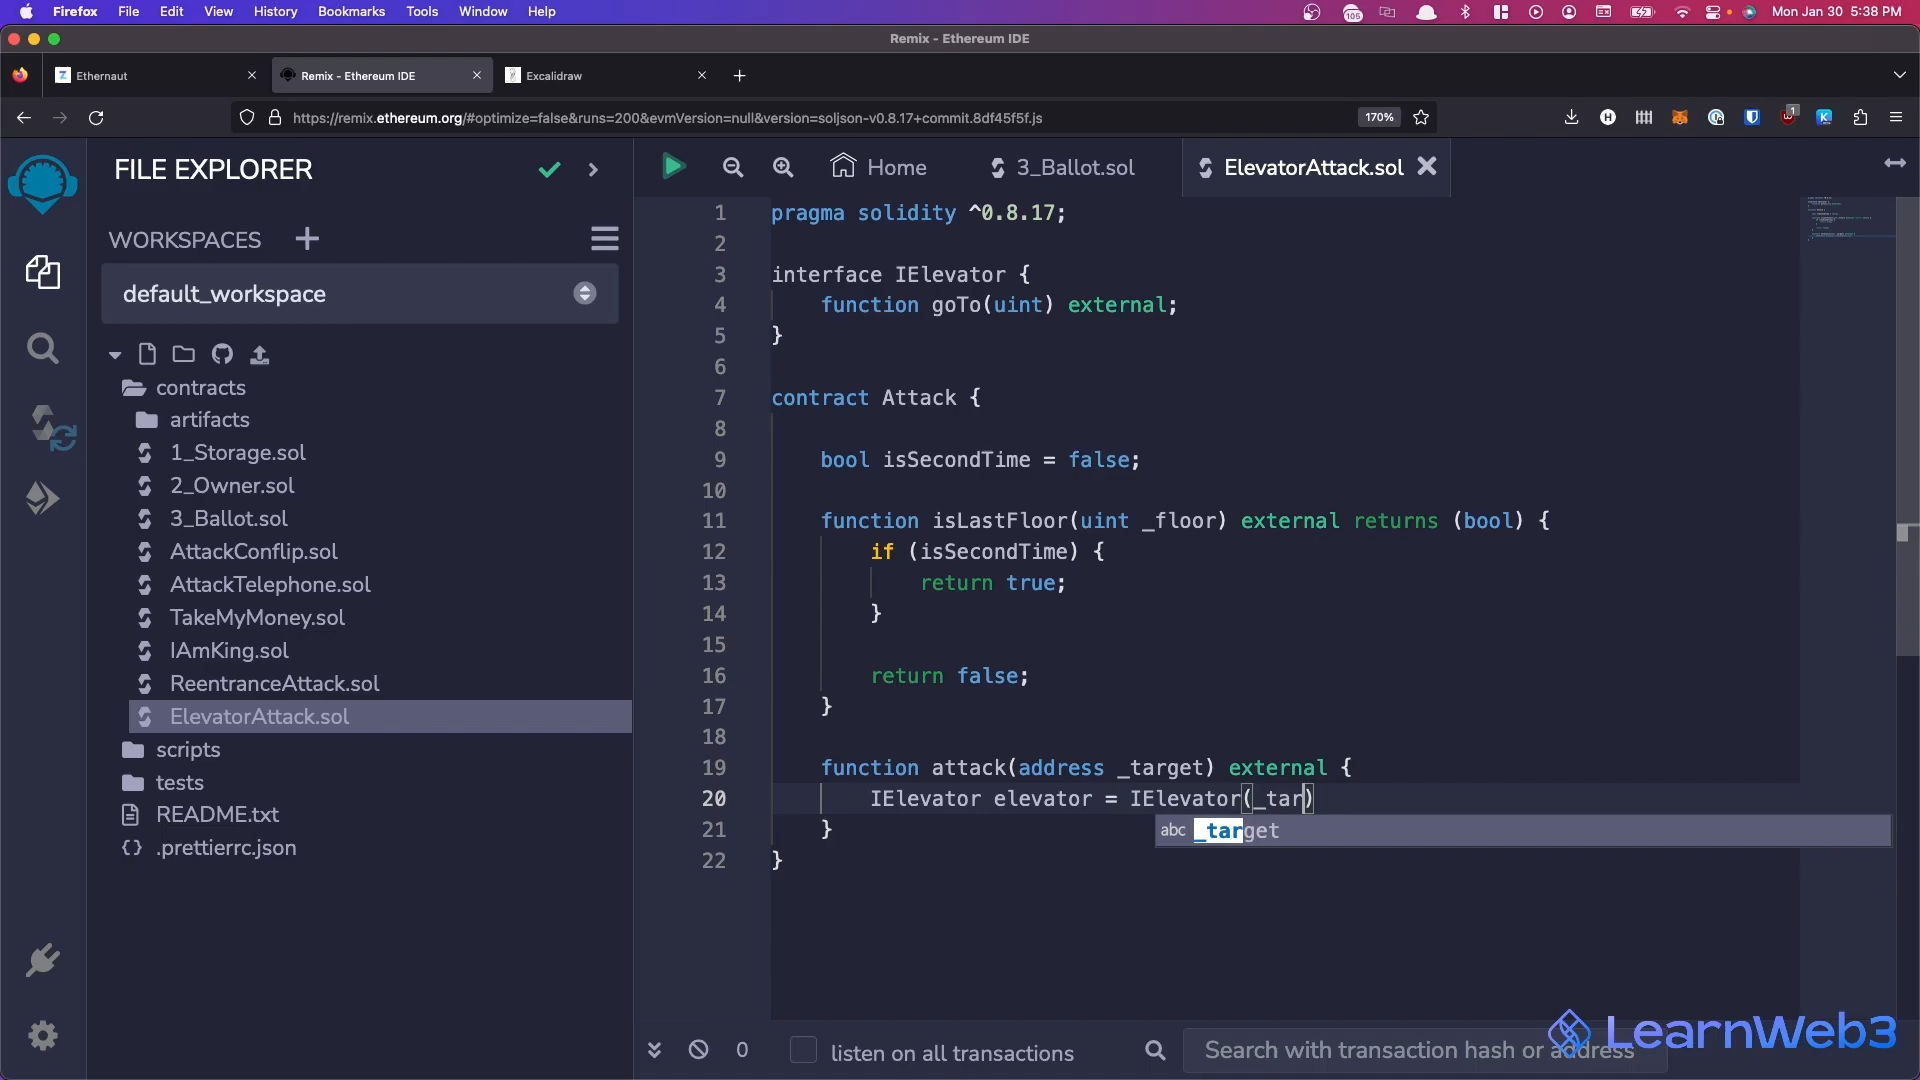 Firefox File Edit View History Bookmarks Tools Window Help
105
Mon Jan 30 5:38 PM
Remix - Ethereum IDE
Ethernaut
Remix - Ethereum IDE
Excalidraw
https://remix.ethereum.org/#optimize=false&runs=200&evmVersion=null&version=soljson-v0.8.17+commit.8df45f5f.js
170%
1
FILE EXPLORER
WORKSPACES
default_workspace
contracts
artifacts
1_Storage.sol
2_Owner.sol
3_Ballot.sol
AttackConflip.sol
AttackTelephone.sol
TakeMyMoney.sol
IAmKing.sol
ReentranceAttack.sol
ElevatorAttack.sol
scripts
tests
README.txt
.prettierrc.json
Home
3_Ballot.sol
ElevatorAttack.sol
1 pragma solidity ^0.8.17;
2
3 interface IElevator {
4 function goTo(uint) external;
5 }
6
7 contract Attack {
8
9 bool isSecondTime = false;
10
11 function isLastFloor(uint _floor) external returns (bool) {
12 if (isSecondTime) {
13 return true;
14 }
15
16 return false;
17 }
18
19 function attack(address _target) external {
20 IElevator elevator = IElevator(_tar)
abc _target
21 }
22 }
0
listen on all transactions
Search with transaction hash or address
LearnWeb3